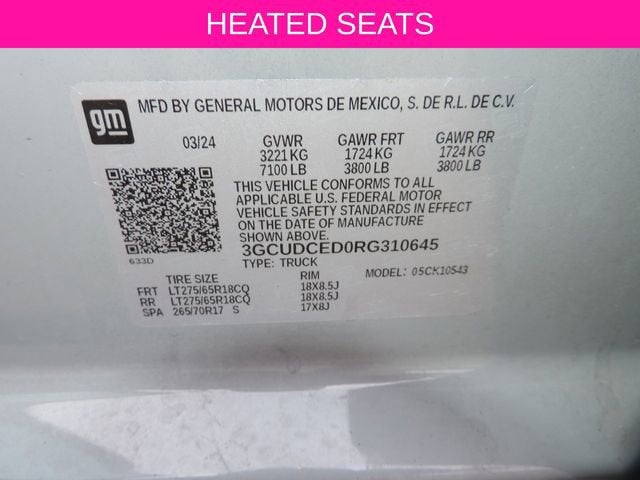 HEATED SEATS
gm
MFD BY GENERAL MOTORS DE MEXICO, S. DE R.L. DE C.V.
03/24 GVWR GAWR FRT GAWR RR
3221 KG 1724 KG 1724 KG
7100 LB 3800 LB 3800 LB
THIS VEHICLE CONFORMS TO ALL
APPLICABLE U.S. FEDERAL MOTOR
VEHICLE SAFETY STANDARDS IN EFFECT
ON THE DATE OF MANUFACTURE
SHOWN ABOVE.
3GCUDCED0RG310645
633D TYPE: TRUCK MODEL: 05CK10543
TIRE SIZE RIM
FRT LT275/65R18CQ 18X8.5J
RR LT275/65R18CQ 18X8.5J
SPA 265/70R17 S 17X8J